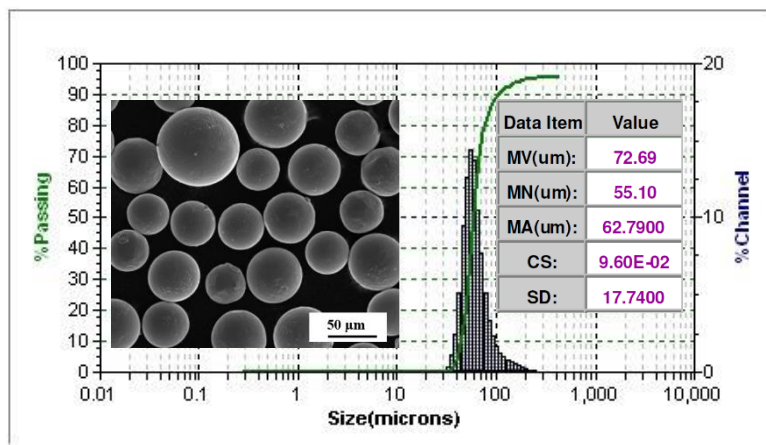 100
90
80
70
60
50
40
30
20
10
0
%Passing
20
10
0
%Channel
Data Item Value
MV(um): 72.69
MN(um): 55.10
MA(um): 62.7900
CS: 9.60E-02
SD: 17.7400
50 µm
0.01 0.1 1 10 100 1,000 10,000
Size(microns)